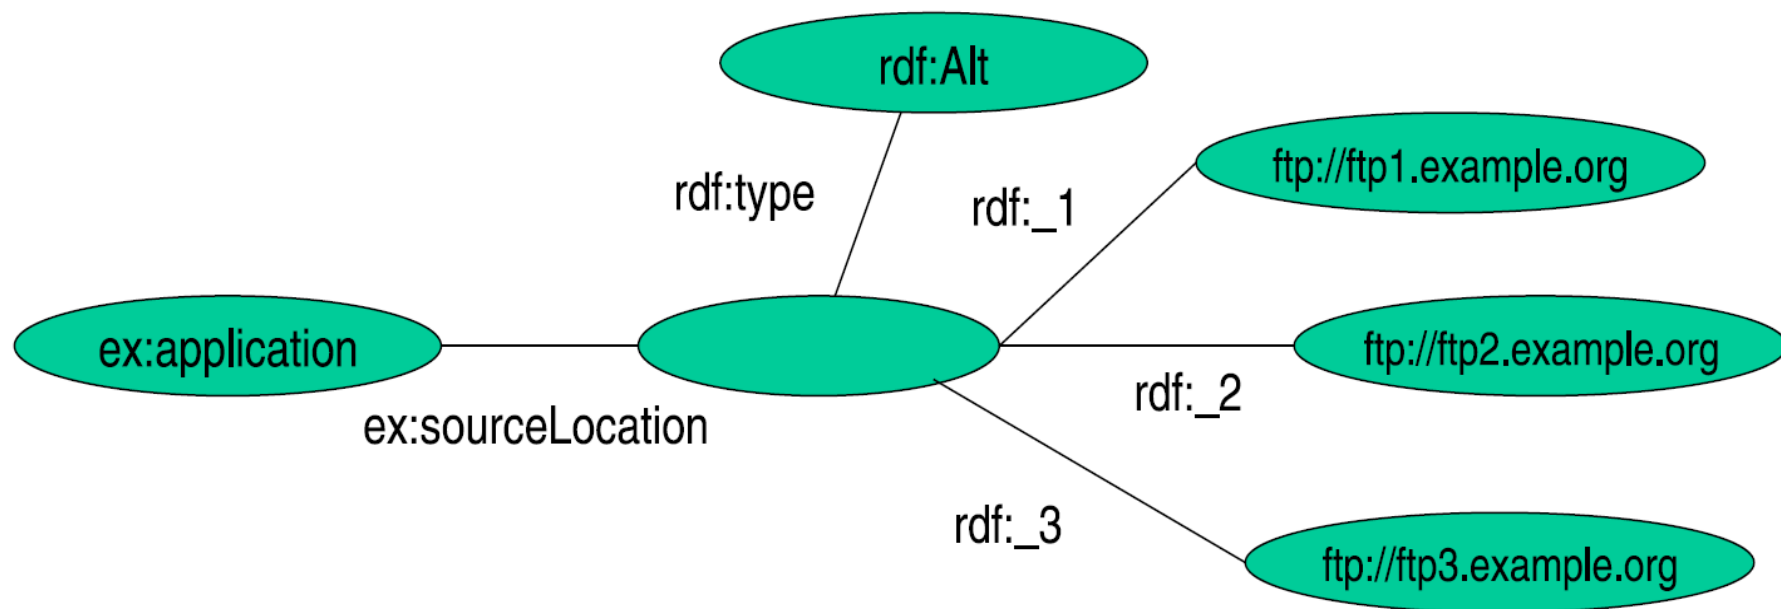 rdf:Alt
ftp://ftp1.example.org
rdf:type
rdf:_1
ex:application
ftp://ftp2.example.org
rdf:_2
ex:sourceLocation
rdf:_3
ftp://ftp3.example.org